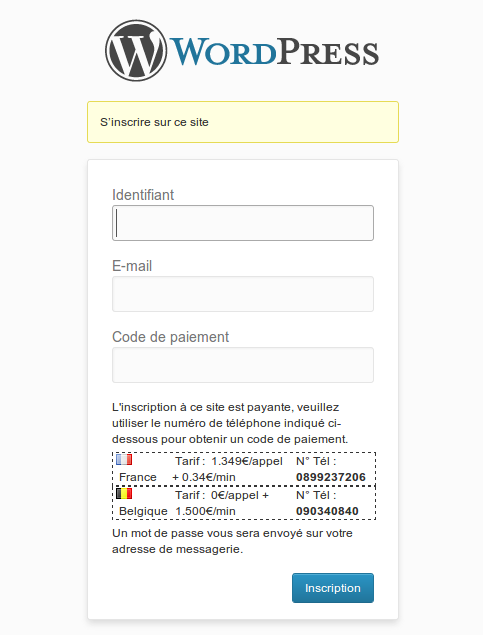 WORDPRESS
S'inscrire sur ce site
Identifiant
E-mail
Code de paiement
L'inscription à ce site est payante, veuillez
utiliser le numéro de téléphone indiqué ci-
dessous pour obtenir un code de paiement.
Tarif : 1.349€/appel N° Tél :
France + 0.34€/min 0899237206
Tarif : 0€/appel + N° Tél :
Belgique 1.500€/min 090340840
Un mot de passe vous sera envoyé sur votre
adresse de messagerie.
Inscription